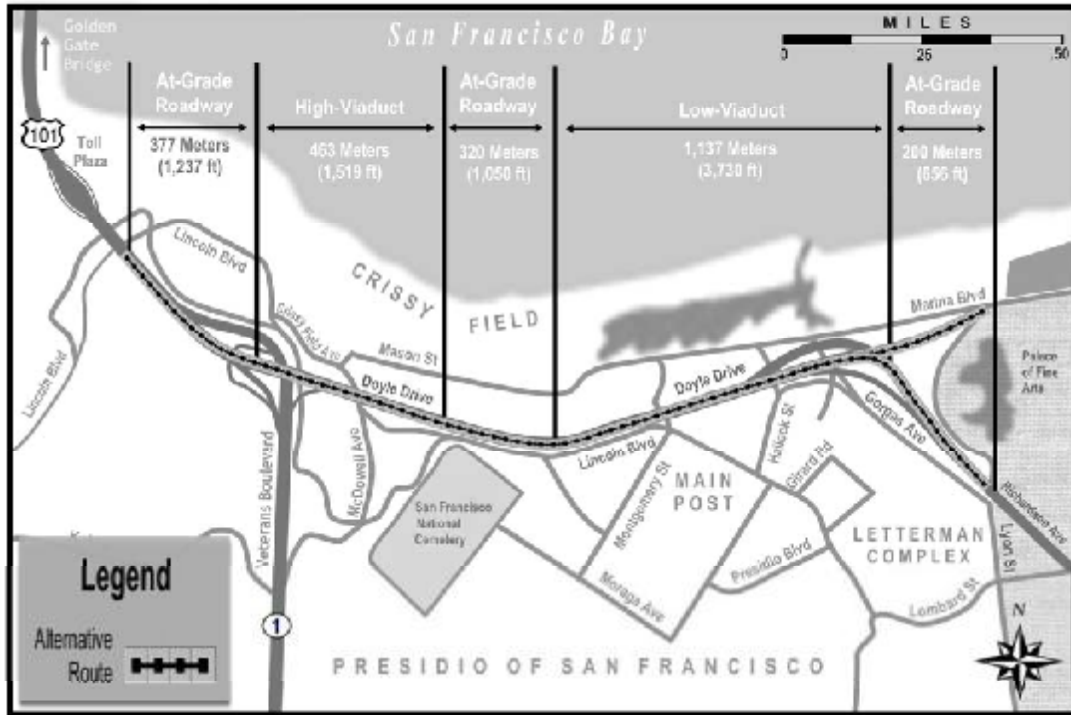 Golden
Gate
Bridge
San Francisco Bay
MILES
0 .25 .50
At-Grade
Roadway
377 Meters
(1,237 ft)
High-Viaduct
463 Meters
(1,519 ft)
At-Grade
Roadway
320 Meters
(1,050 ft)
Low-Viaduct
1,137 Meters
(3,730 ft)
At-Grade
Roadway
200 Meters
(656 ft)
101
Toll
Plaza
Lincoln Blvd
Lincoln Blvd
CRISSY
FIELD
Crissy Field Ave
Mason St
Doyle Drive
Doyle Drive
Marina Blvd
Palace
of Fine
Arts
Veterans Boulevard
McDowell Ave
San Francisco
National
Cemetery
Lincoln Blvd
Montgomery St
MAIN
POST
Halleck St
Girard Rd
Gorgas Ave
Richardson Ave
Lyon St
LETTERMAN
COMPLEX
Presidio Blvd
Moraga Ave
Lombard St
1
PRESIDIO OF SAN FRANCISCO
N
Legend
Alternative
Route